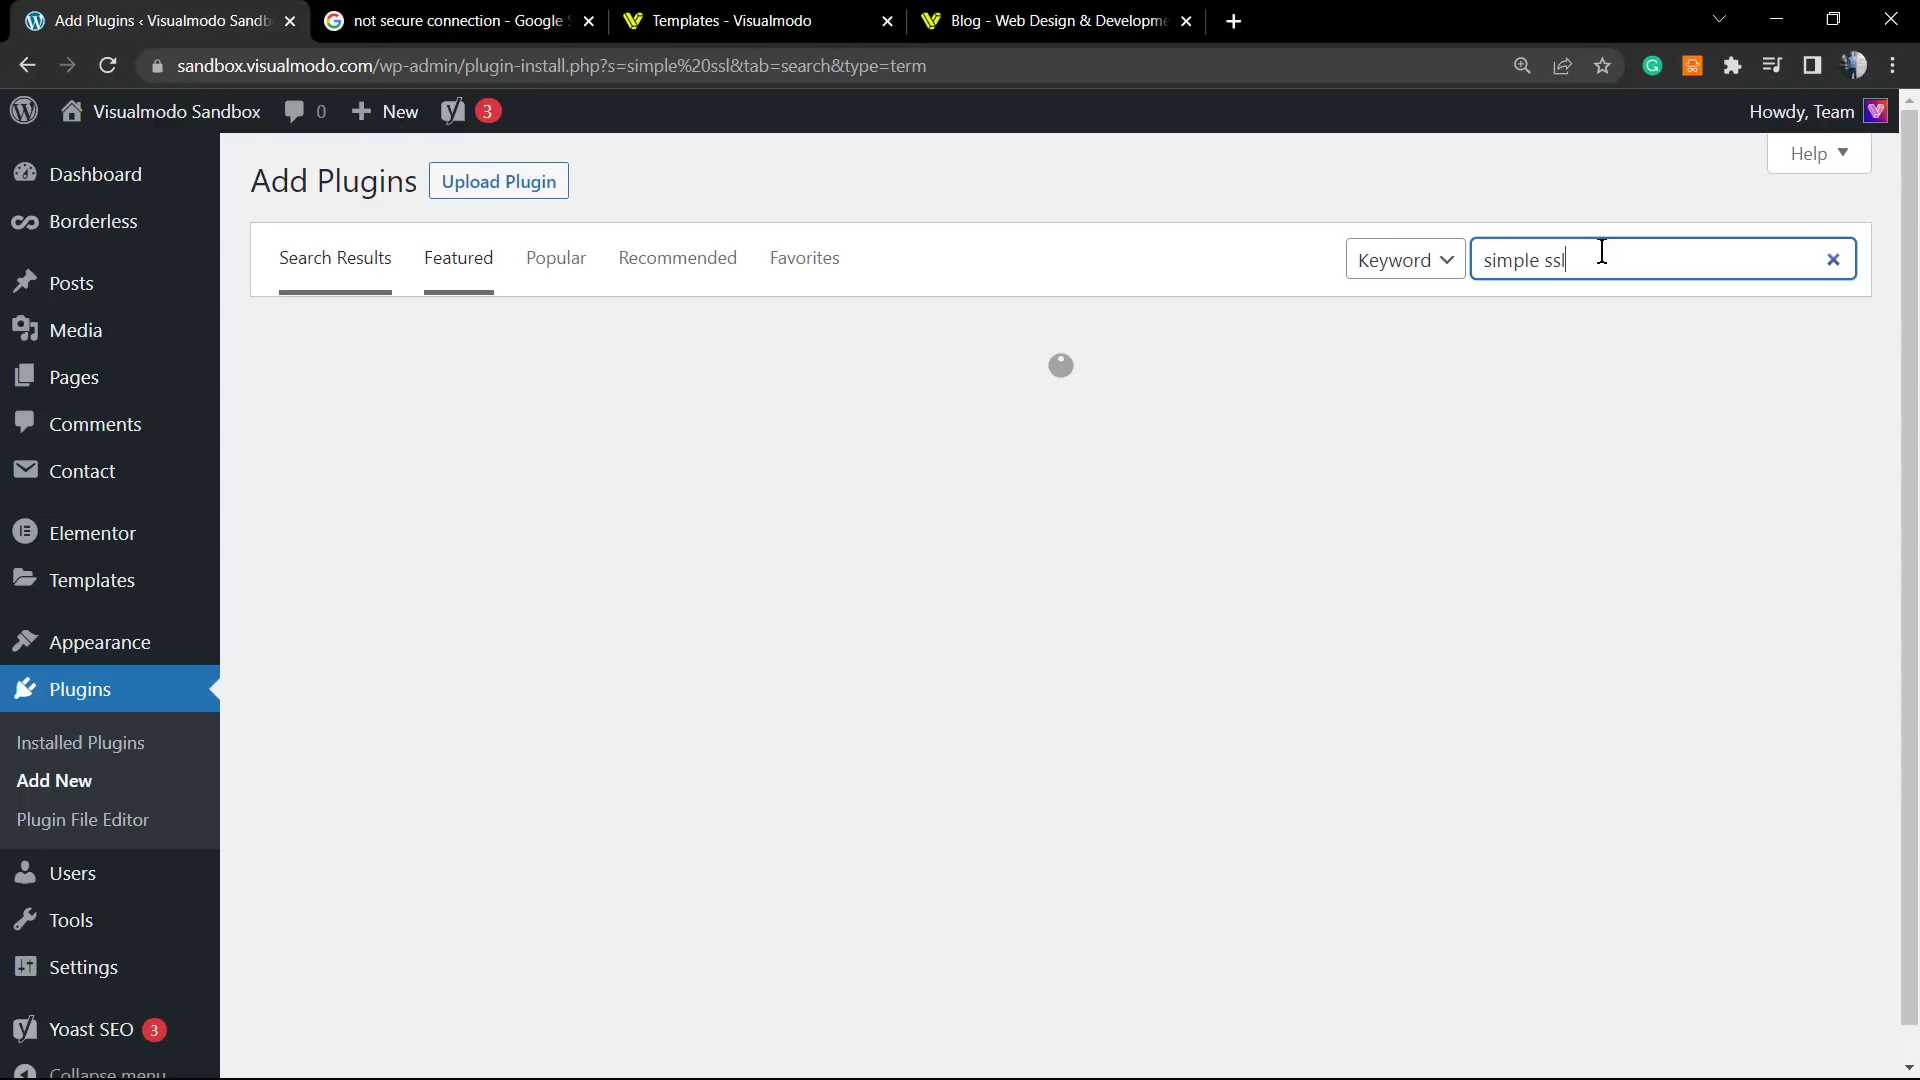 Add Plugins ‹ Visualmodo Sandb
not secure connection - Google S
Templates - Visualmodo
Blog - Web Design & Developme
sandbox.visualmodo.com/wp-admin/plugin-install.php?s=simple%20ssl&tab=search&type=term
Visualmodo Sandbox
0
New
3
Howdy, Team
Help
Add Plugins
Upload Plugin
Search Results
Featured
Popular
Recommended
Favorites
Keyword
simple ssl
Dashboard
Borderless
Posts
Media
Pages
Comments
Contact
Elementor
Templates
Appearance
Plugins
Installed Plugins
Add New
Plugin File Editor
Users
Tools
Settings
Yoast SEO 3
Collapse menu